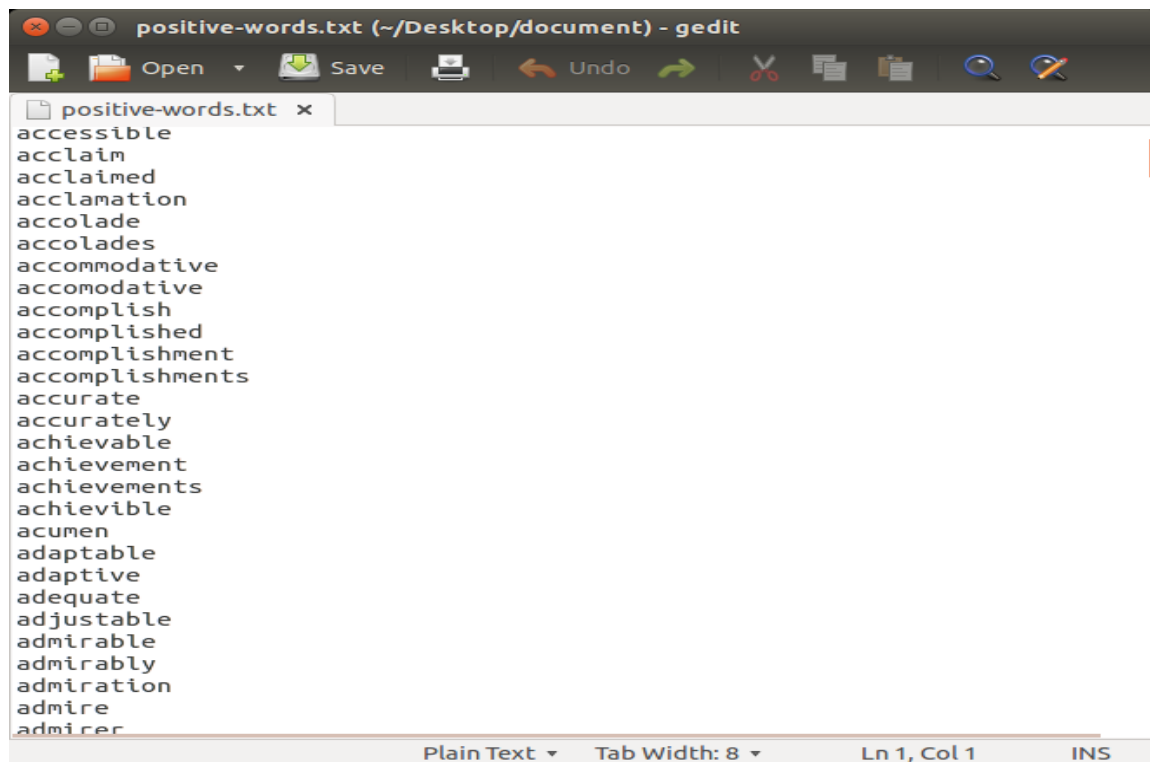 positive-words.txt (~/Desktop/document) - gedit
Open Save Undo
positive-words.txt ×
accessible
acclaim
acclaimed
acclamation
accolade
accolades
accommodative
accomodative
accomplish
accomplished
accomplishment
accomplishments
accurate
accurately
achievable
achievement
achievements
achievible
acumen
adaptable
adaptive
adequate
adjustable
admirable
admirably
admiration
admire
admirer
Plain Text Tab Width: 8 Ln 1, Col 1 INS